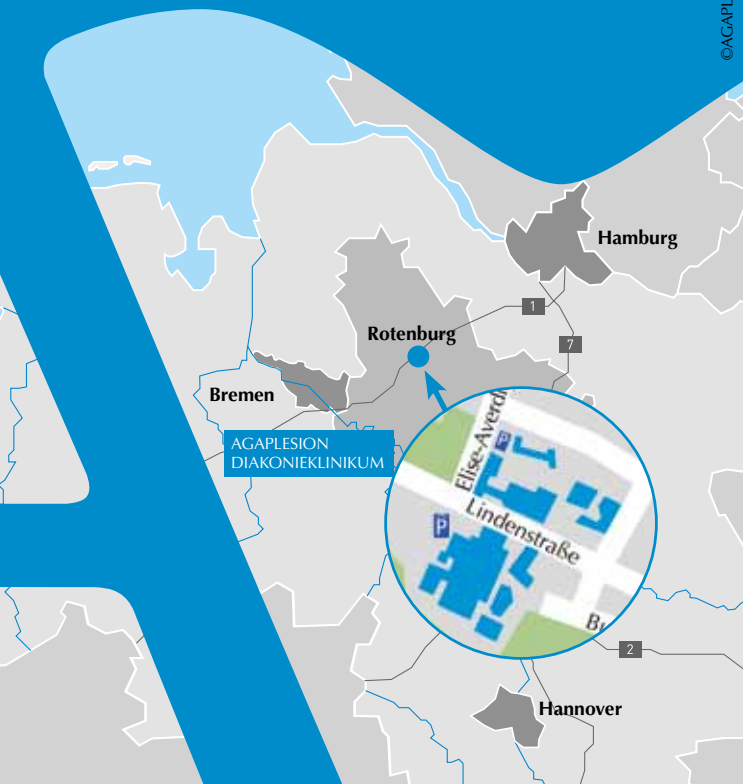 ©AGAPL
Hamburg
1
Rotenburg
7
Bremen
AGAPLESION
DIAKONIEKLINIKUM
P
Elise-Averdi
Lindenstraße
P
2
Hannover